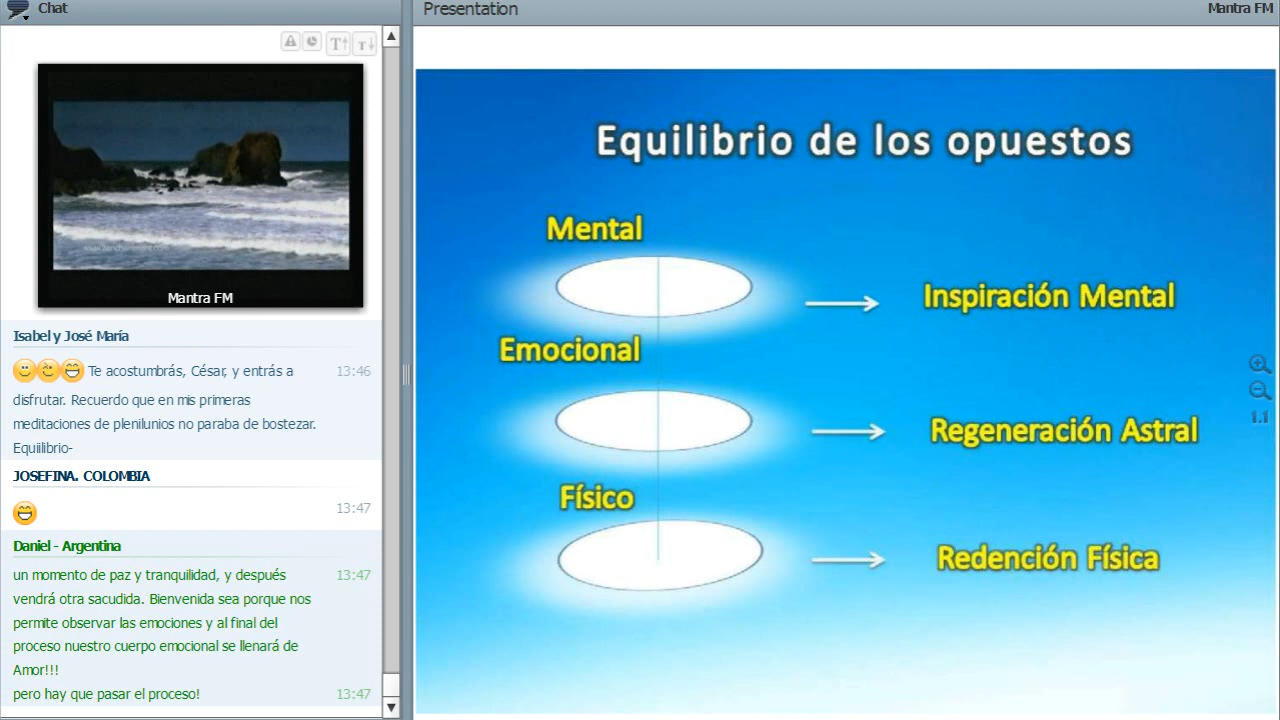 Chat
Mantra FM
Isabel y José María
Te acostumbrás, César, y entrás a 13:46
disfrutar. Recuerdo que en mis primeras
meditaciones de plenilunios no paraba de bostezar.
Equiilibrio-
JOSEFINA. COLOMBIA
13:47
Daniel - Argentina
un momento de paz y tranquilidad, y después 13:47
vendrá otra sacudida. Bienvenida sea porque nos
permite observar las emociones y al final del
proceso nuestro cuerpo emocional se llenará de
Amor!!!
pero hay que pasar el proceso! 13:47
Presentation Mantra FM
Equilibrio de los opuestos
Mental
Inspiración Mental
Emocional
Regeneración Astral
Físico
Redención Física
1.1